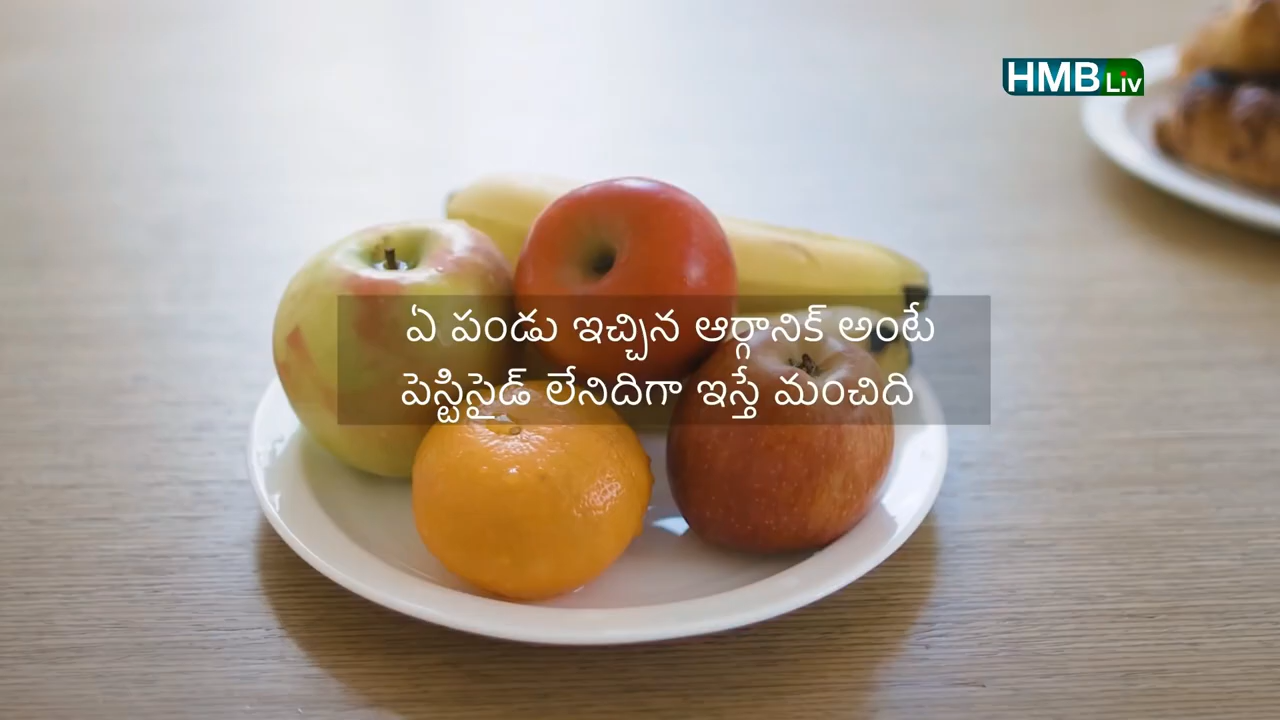 HMB Liv
ఏ పండు ఇచ్చిన ఆర్గానిక్ అంటే
పెస్టిసైడ్ లేనిదిగా ఇస్తే మంచిది